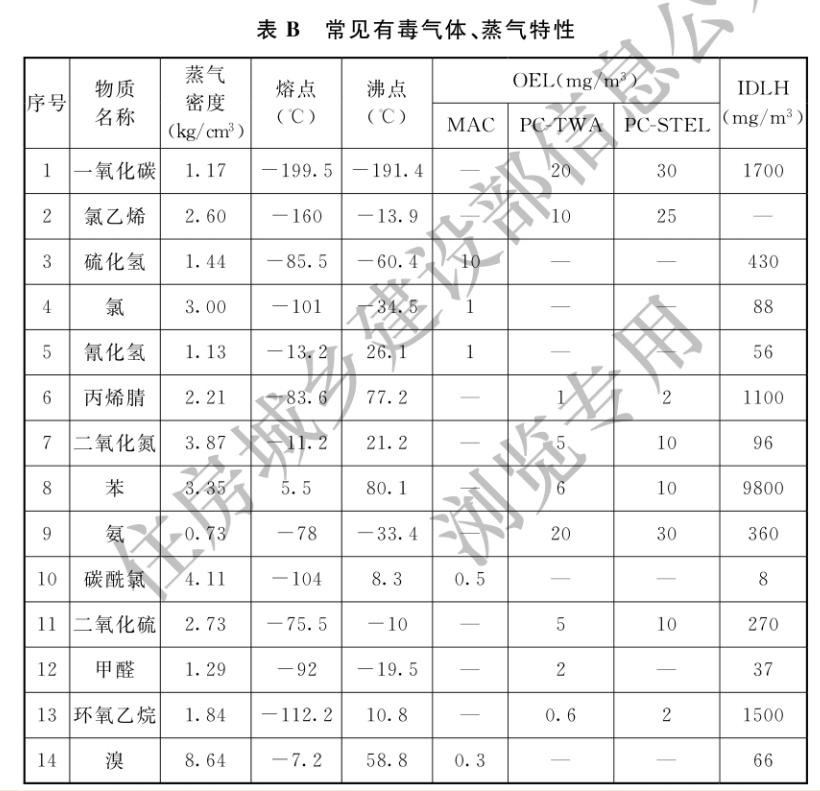 表 B 常见有毒气体、蒸气特性
序号 物质名称 蒸气密度(kg/cm³) 熔点(℃) 沸点(℃) OEL(mg/m³) IDLH(mg/m³)
MAC PC-TWA PC-STEL
1 一氧化碳 1.17 －199.5 －191.4 — 20 30 1700
2 氯乙烯 2.60 －160 －13.9 — 10 25 —
3 硫化氢 1.44 －85.5 －60.4 10 — — 430
4 氯 3.00 －101 －34.5 1 — — 88
5 氰化氢 1.13 －13.2 26.1 1 — — 56
6 丙烯腈 2.21 －83.6 77.2 — 1 2 1100
7 二氧化氮 3.87 －11.2 21.2 — 5 10 96
8 苯 3.35 5.5 80.1 — 6 10 9800
9 氨 0.73 －78 －33.4 — 20 30 360
10 碳酰氯 4.11 －104 8.3 0.5 — — 8
11 二氧化硫 2.73 －75.5 －10 — 5 10 270
12 甲醛 1.29 －92 －19.5 — 2 — 37
13 环氧乙烷 1.84 －112.2 10.8 — 0.6 2 1500
14 溴 8.64 －7.2 58.8 0.3 — — 66
住房城乡建设部信息公
浏览专用